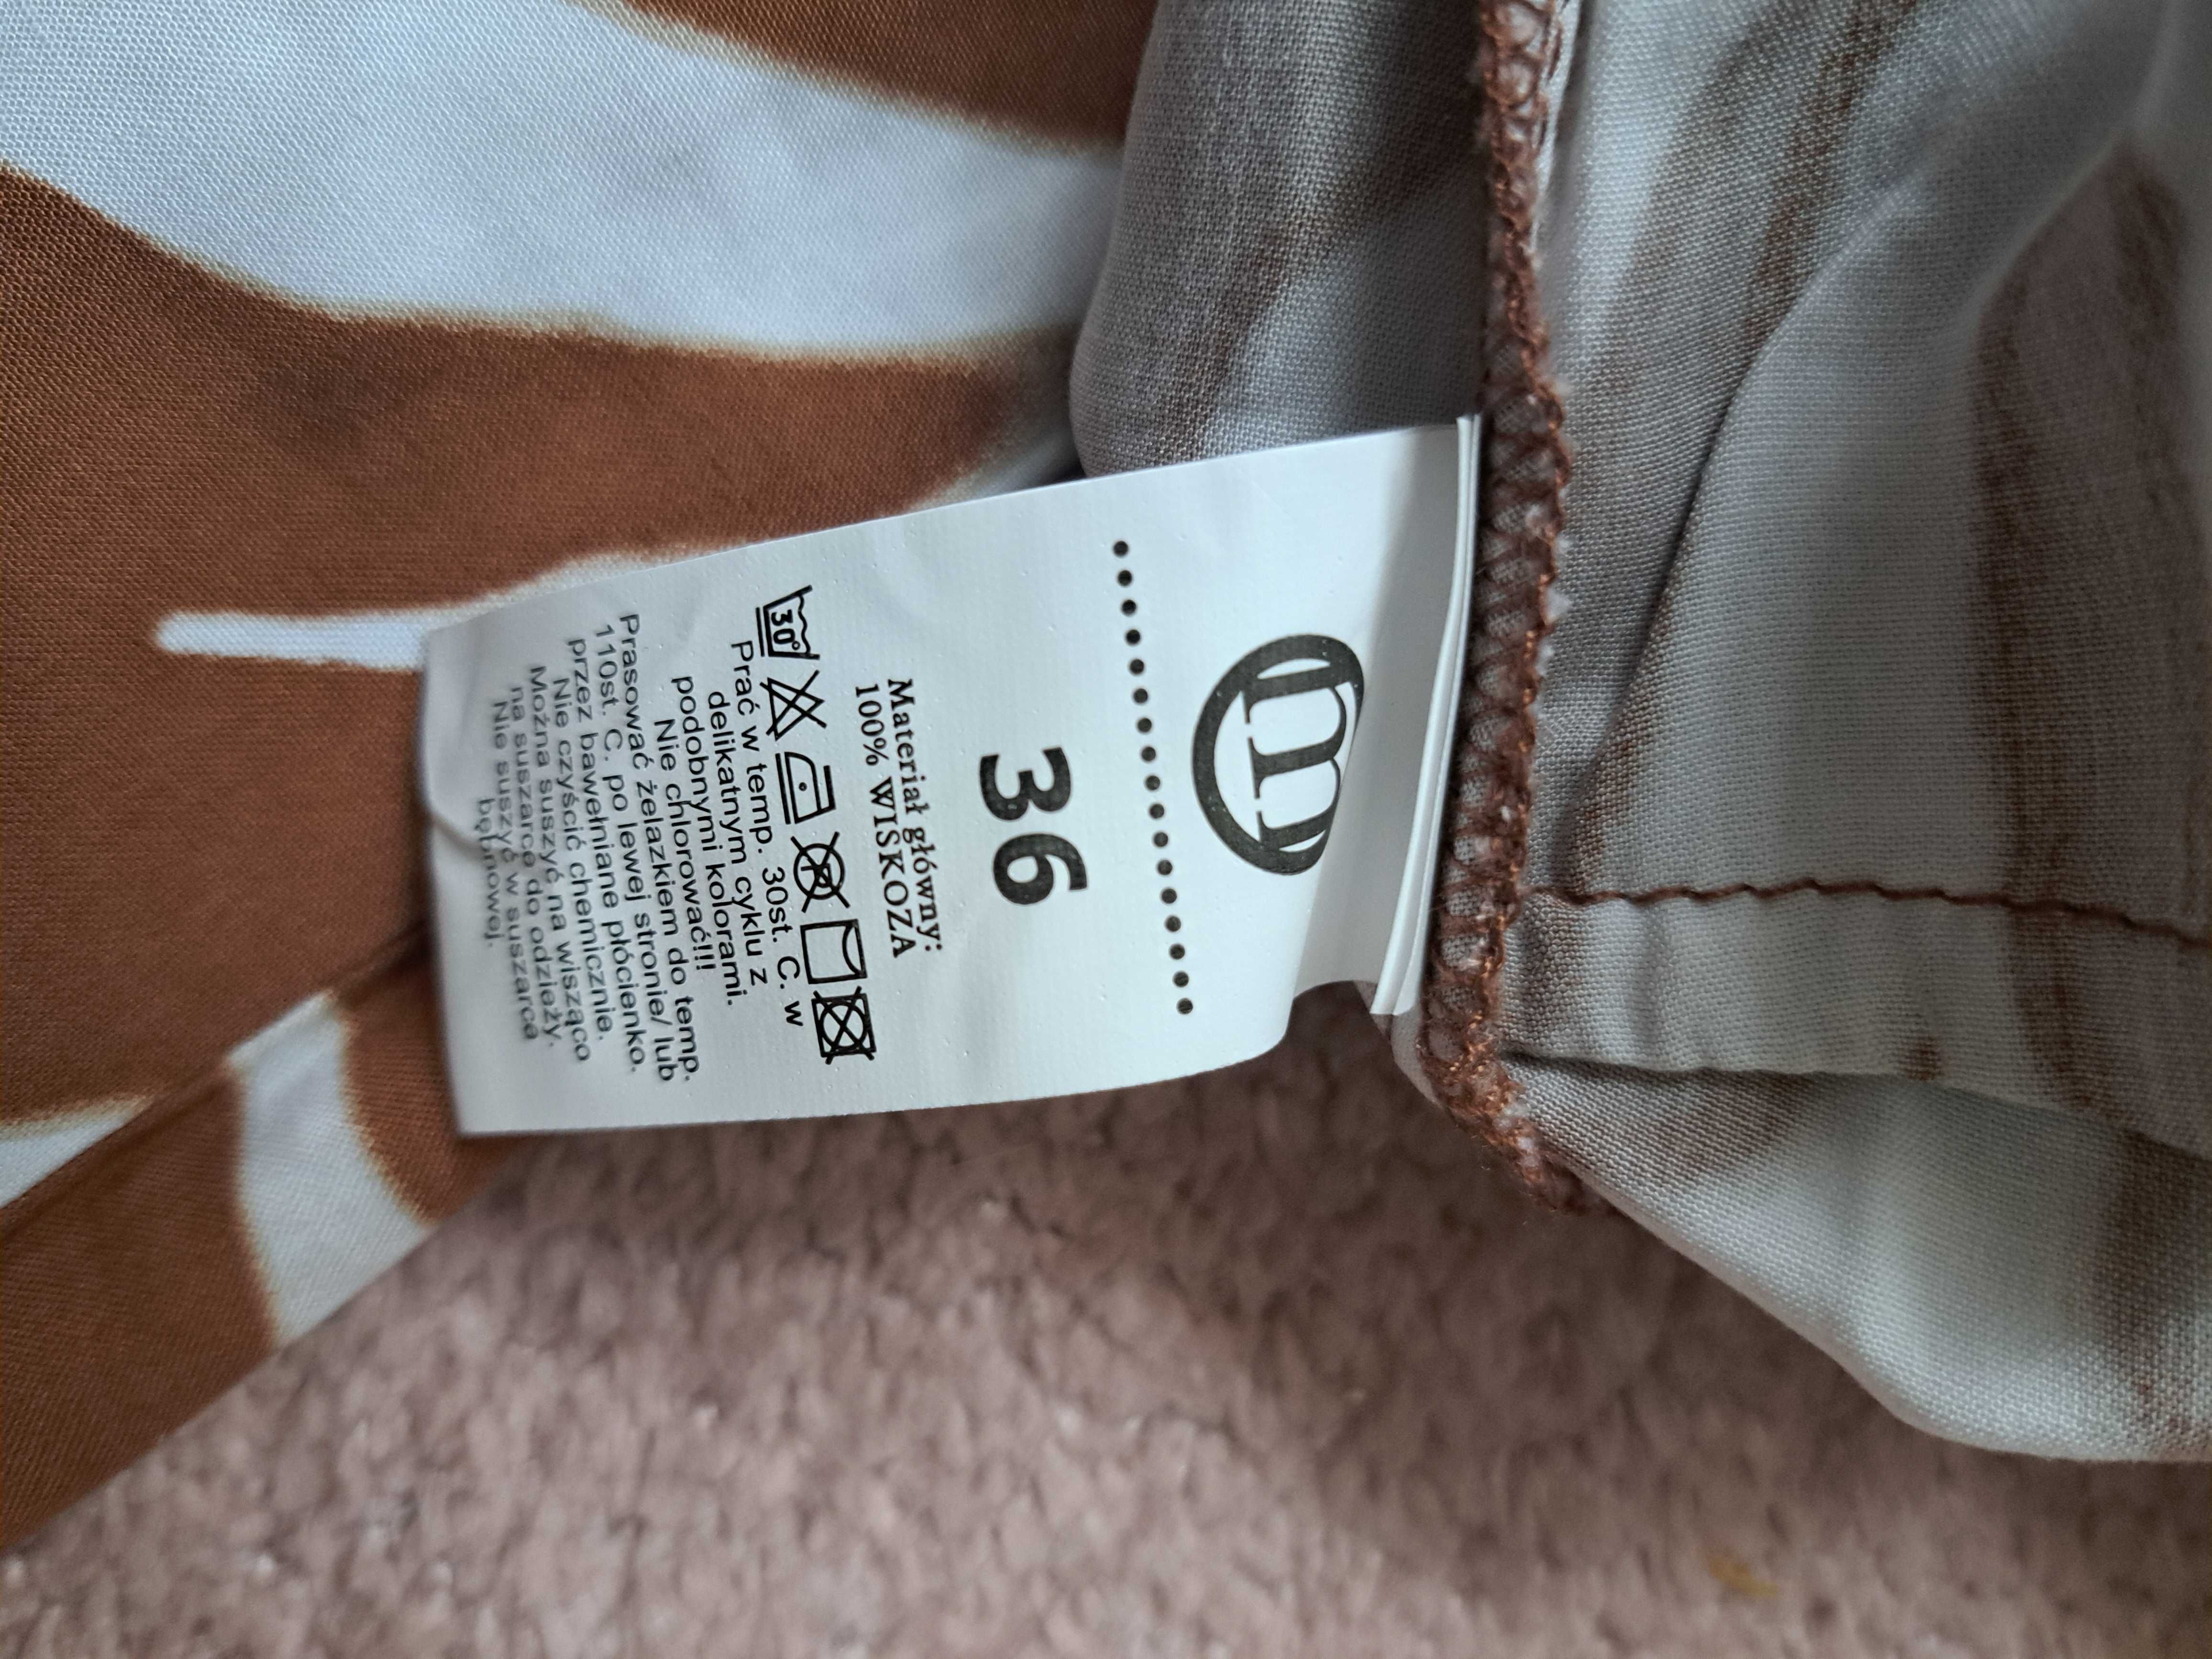 m
36
Materiał główny:
100% WISKOZA
30°
P
Prać w temp. 30st. C. w
delikatnym cyklu z
podobnymi kolorami.
Nie chlorować!!!
Prasować żelazkiem do temp.
110st. C. po lewej stronie/ lub
przez bawełniane płócienko.
Nie czyścić chemicznie.
Można suszyć na wisząco
na suszarce do odzieży.
Nie suszyć w suszarce
bębnowej.